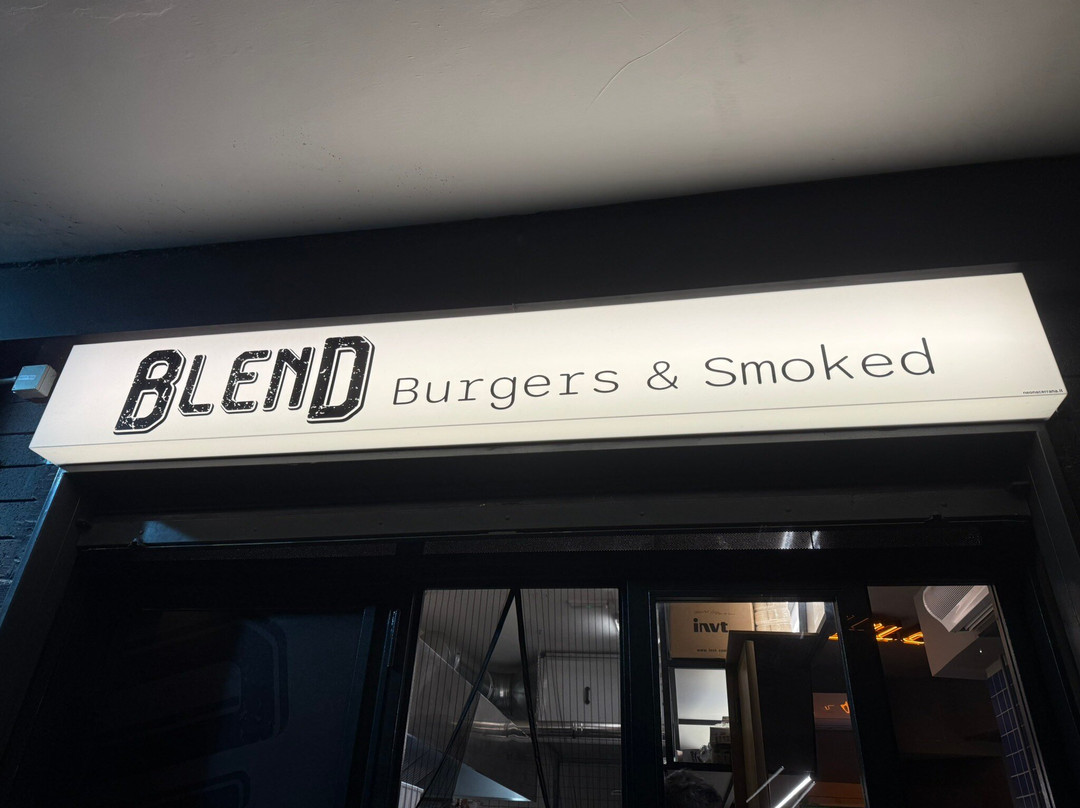 BLEND Burgers & Smoked
invt